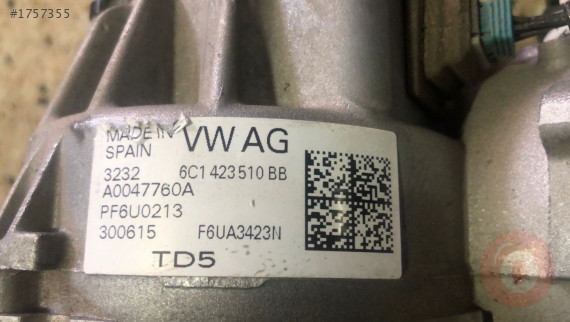 #1757355
MADE IN SPAIN VW AG
3232 6C1 423 510 BB
A0047760A
PF6U0213
300615 F6UA3423N
TD5